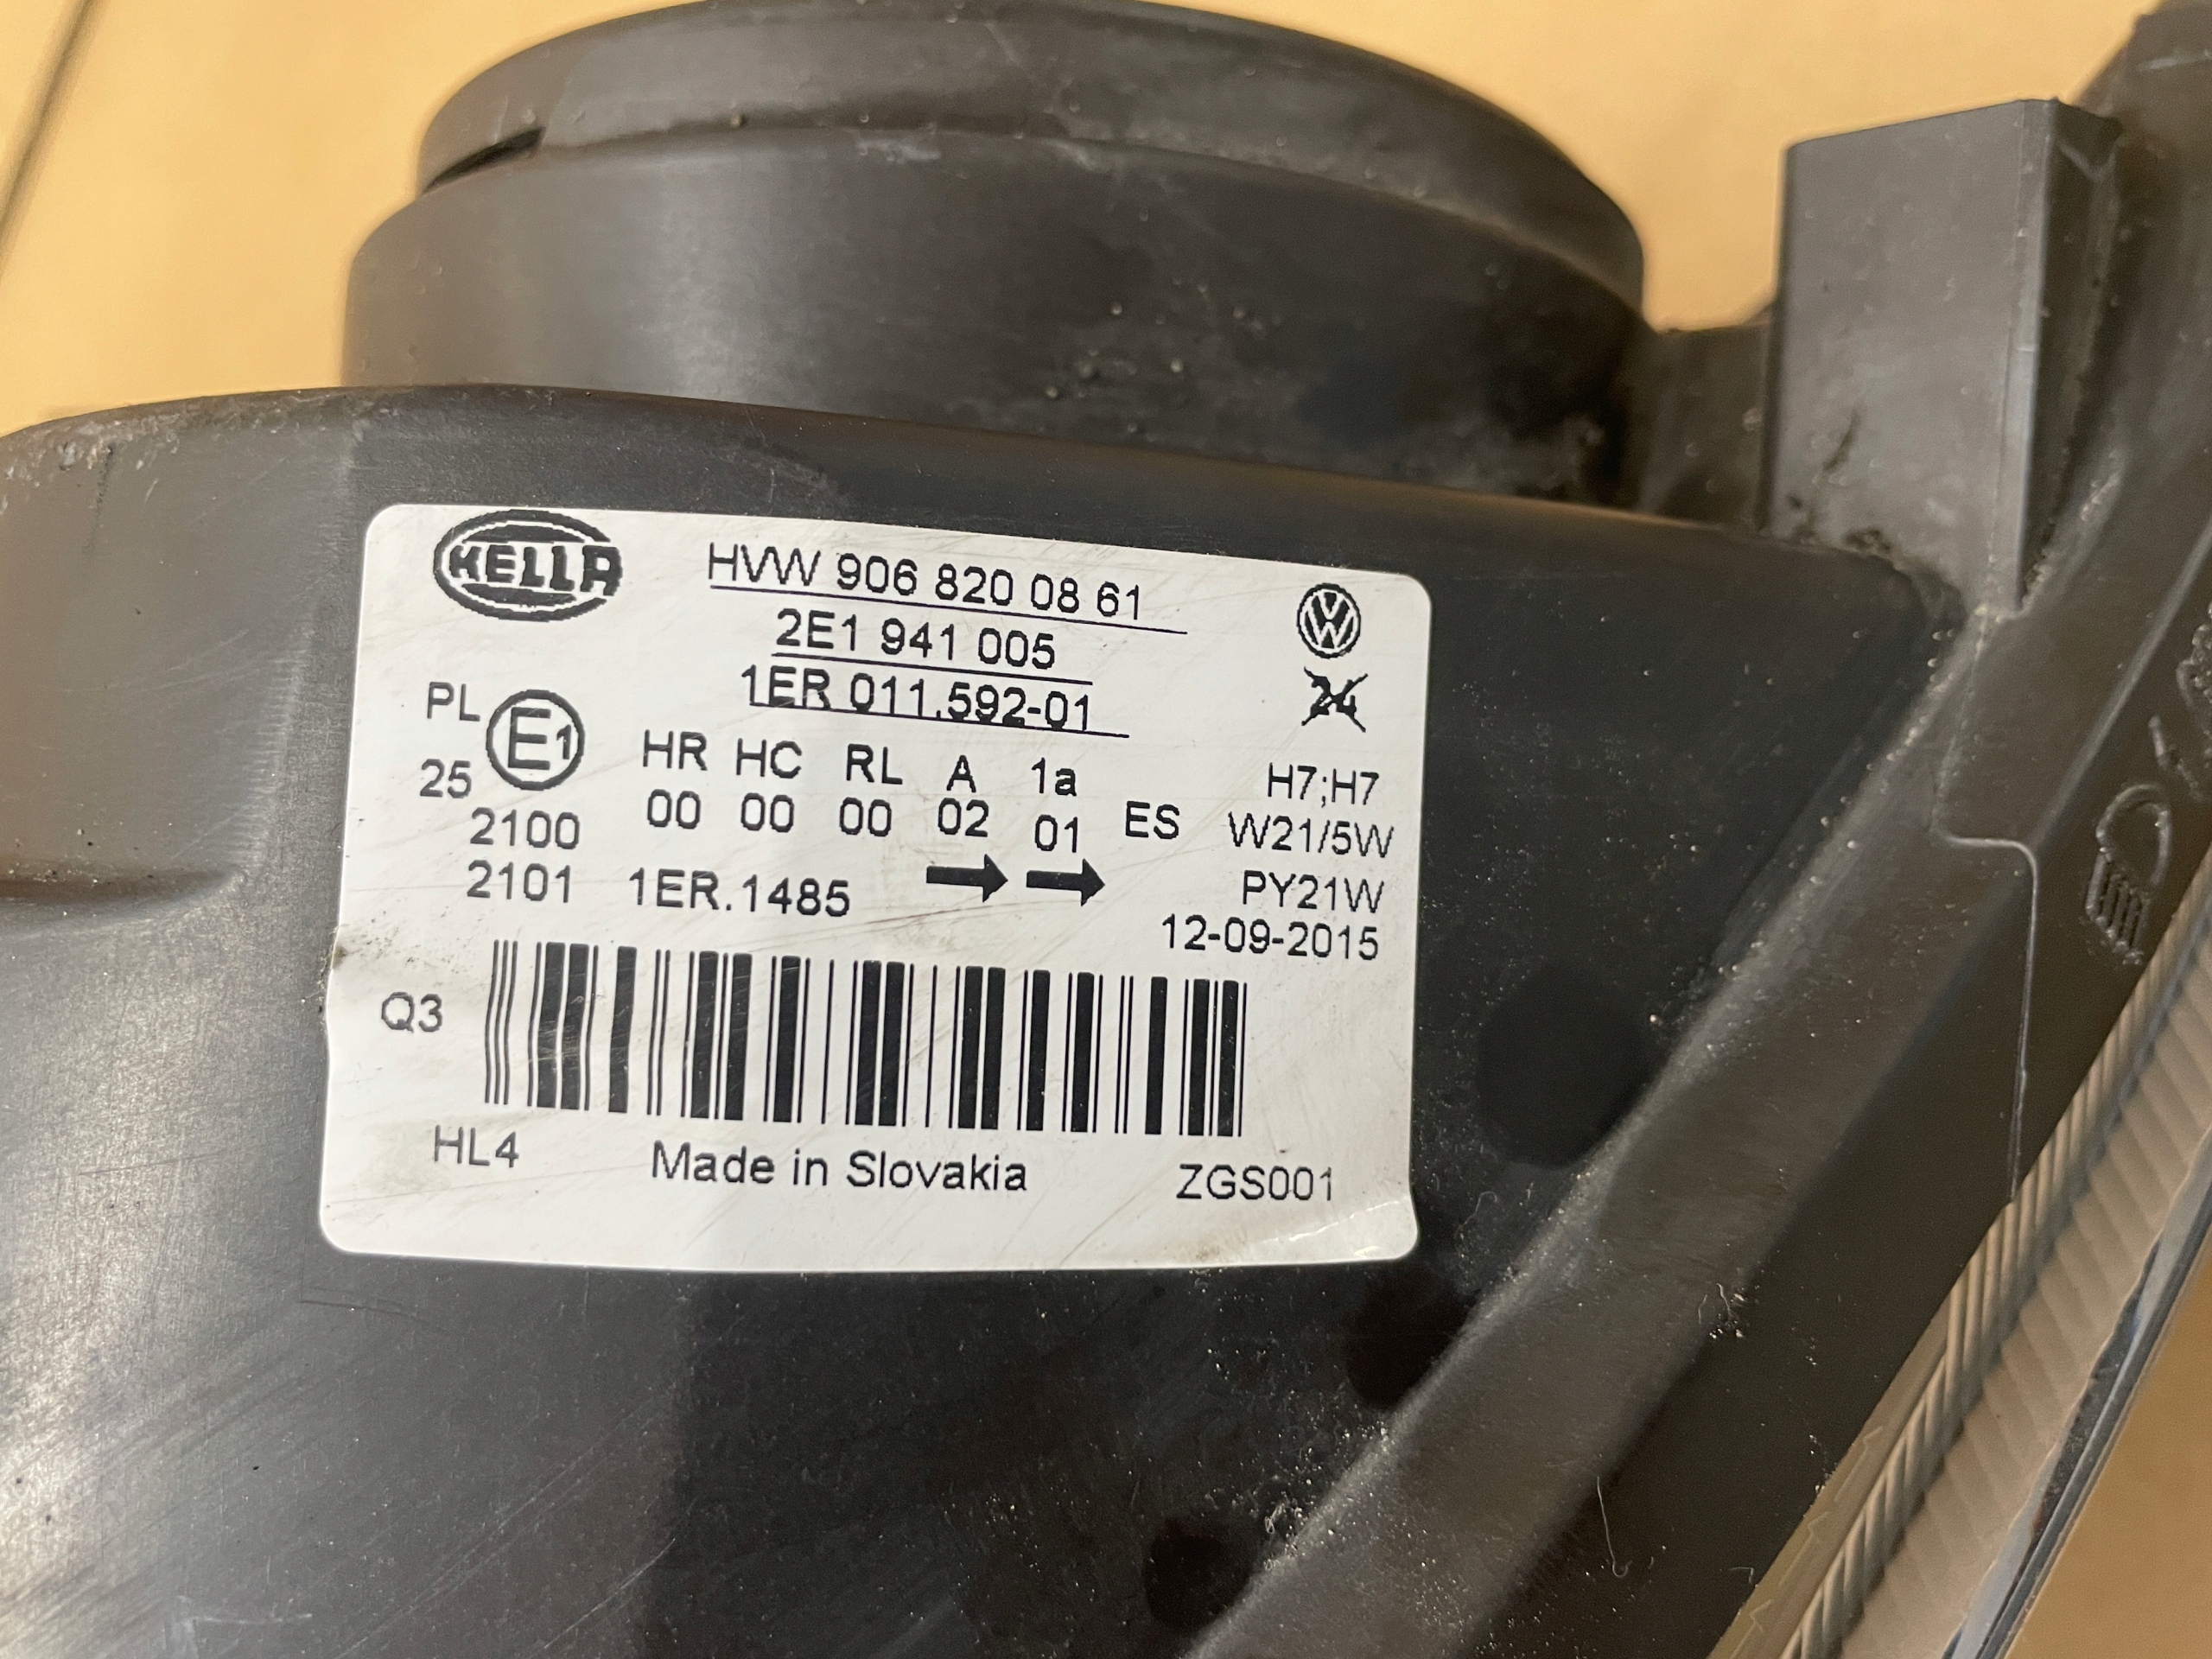 HELLA
HVW 906 820 08 61
2E1 941 005
1ER 011.592-01
VW
24
PL E1 HR HC RL A 1a
25 00 00 00 02 01 ES
H7;H7
W21/5W
PY21W
2100
2101 1ER.1485
12-09-2015
Q3
HL4 Made in Slovakia ZGS001